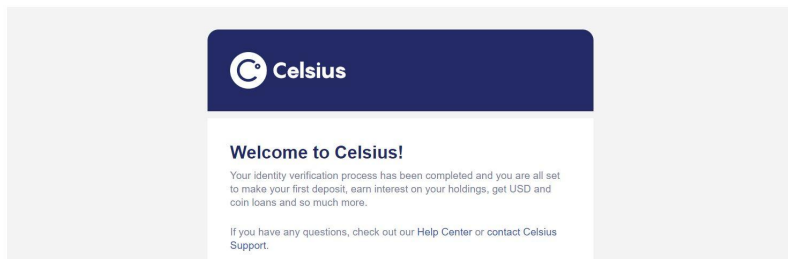 Celsius
Welcome to Celsius!
Your identity verification process has been completed and you are all set
to make your first deposit, earn interest on your holdings, get USD and
coin loans and so much more.
If you have any questions, check out our Help Center or contact Celsius
Support.